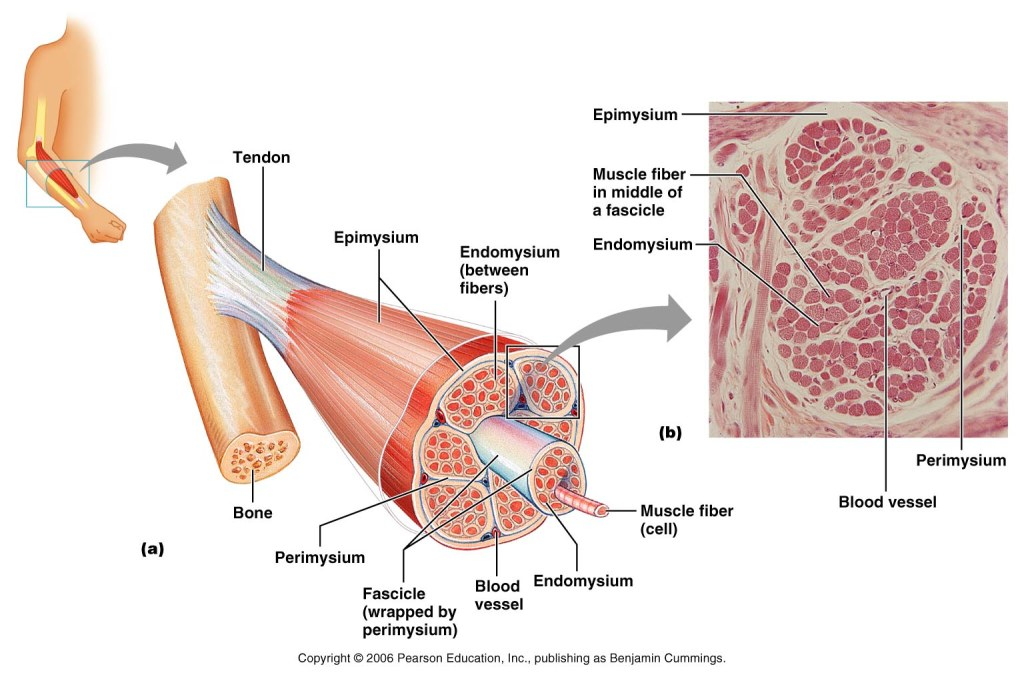 Tendon
Epimysium
Endomysium
(between
fibers)
Bone
(a)
Perimysium
Fascicle
(wrapped by
perimysium)
Blood
vessel
Endomysium
Muscle fiber
(cell)
Epimysium
Muscle fiber
in middle of
a fascicle
Endomysium
(b)
Perimysium
Blood vessel
Copyright © 2006 Pearson Education, Inc., publishing as Benjamin Cummings.